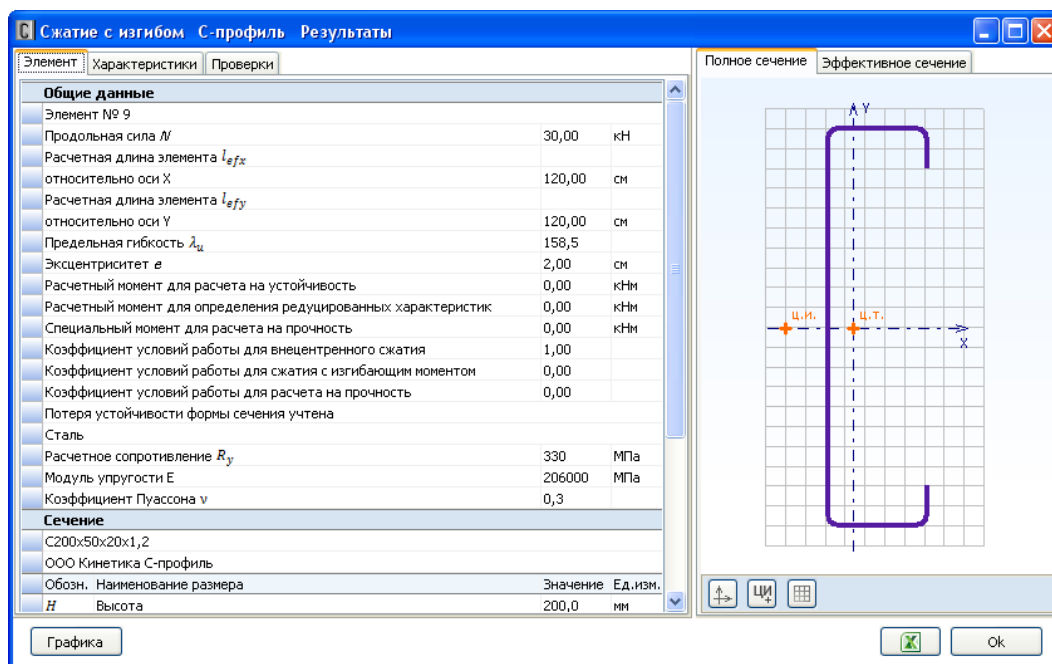 Сжатие с изгибом С-профиль Результаты
Элемент Характеристики Проверки
Полное сечение Эффективное сечение
Общие данные
Элемент № 9
Продольная сила N 30,00 кН
Расчетная длина элемента l_efx
относительно оси X 120,00 см
Расчетная длина элемента l_efy
относительно оси Y 120,00 см
Предельная гибкость λ_u 158,5
Эксцентриситет e 2,00 см
Расчетный момент для расчета на устойчивость 0,00 кНм
Расчетный момент для определения редуцированных характеристик 0,00 кНм
Специальный момент для расчета на прочность 0,00 кНм
Коэффициент условий работы для внецентренного сжатия 1,00
Коэффициент условий работы для сжатия с изгибающим моментом 0,00
Коэффициент условий работы для расчета на прочность 0,00
Потеря устойчивости формы сечения учтена
Сталь
Расчетное сопротивление R_y 330 МПа
Модуль упругости E 206000 МПа
Коэффициент Пуассона ν 0,3
Сечение
С200x50x20x1,2
ООО Кинетика С-профиль
Обозн. Наименование размера Значение Ед.изм.
H Высота 200,0 мм
Y
ц.и. ц.т.
X
ЦИ
Графика
Ok